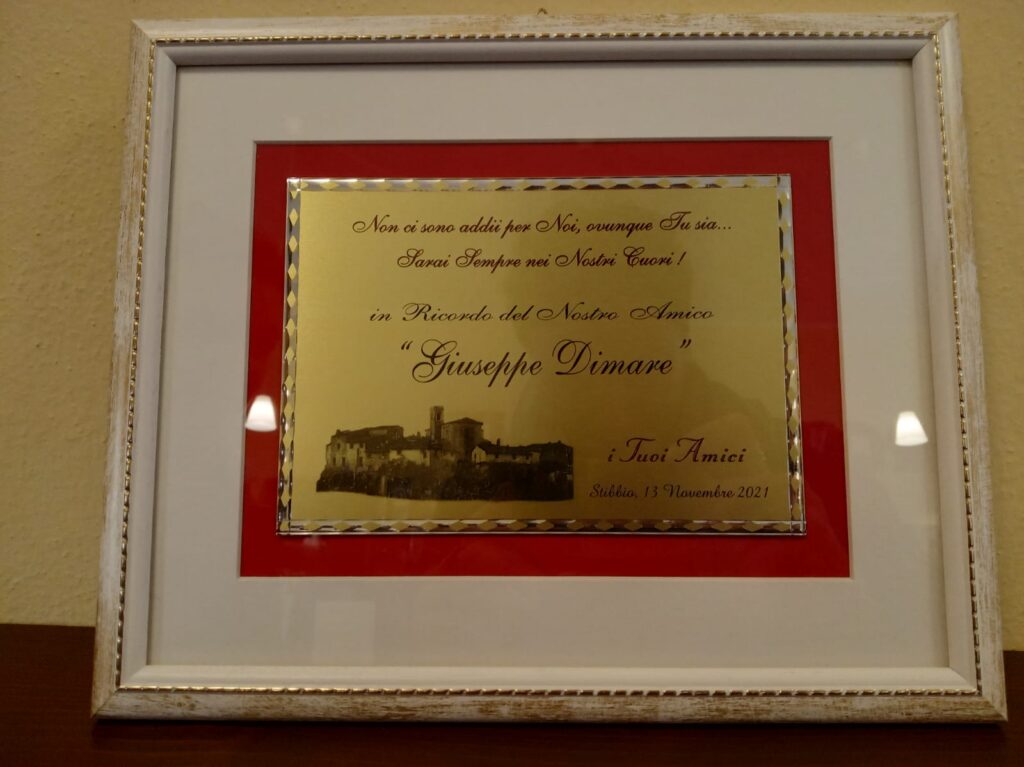 Non ci sono addii per Noi, ovunque Tu sia...
Sarai Sempre nei Nostri Cuori !
in Ricordo del Nostro Amico
“Giuseppe Dimare”
i Tuoi Amici
Stibbio, 13 Novembre 2021